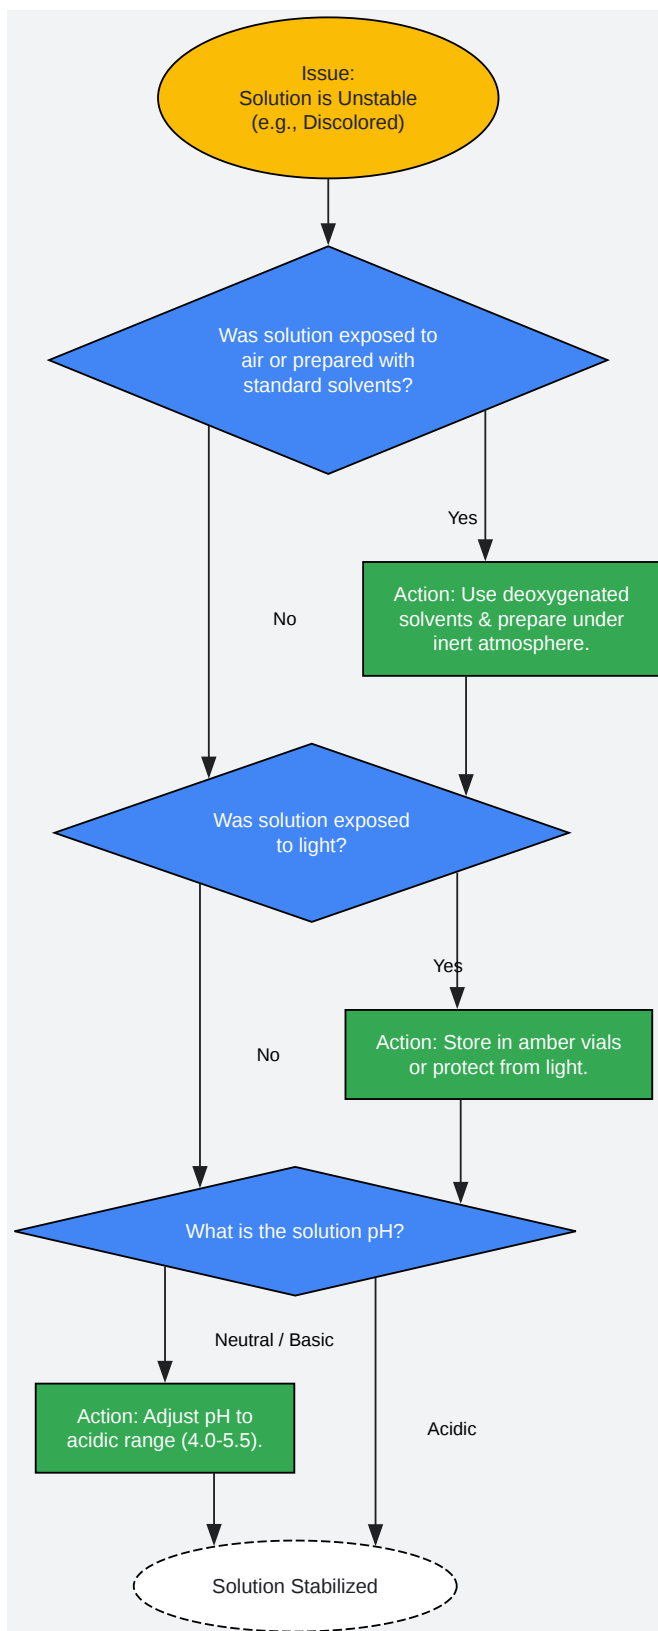 Issue:
Solution is Unstable
(e.g., Discolored)
Was solution exposed to
air or prepared with
standard solvents?
Yes
Action: Use deoxygenated
solvents & prepare under
inert atmosphere.
No
Was solution exposed
to light?
Yes
Action: Store in amber vials
or protect from light.
No
What is the solution pH?
Neutral / Basic
Action: Adjust pH to
acidic range (4.0-5.5).
Acidic
Solution Stabilized